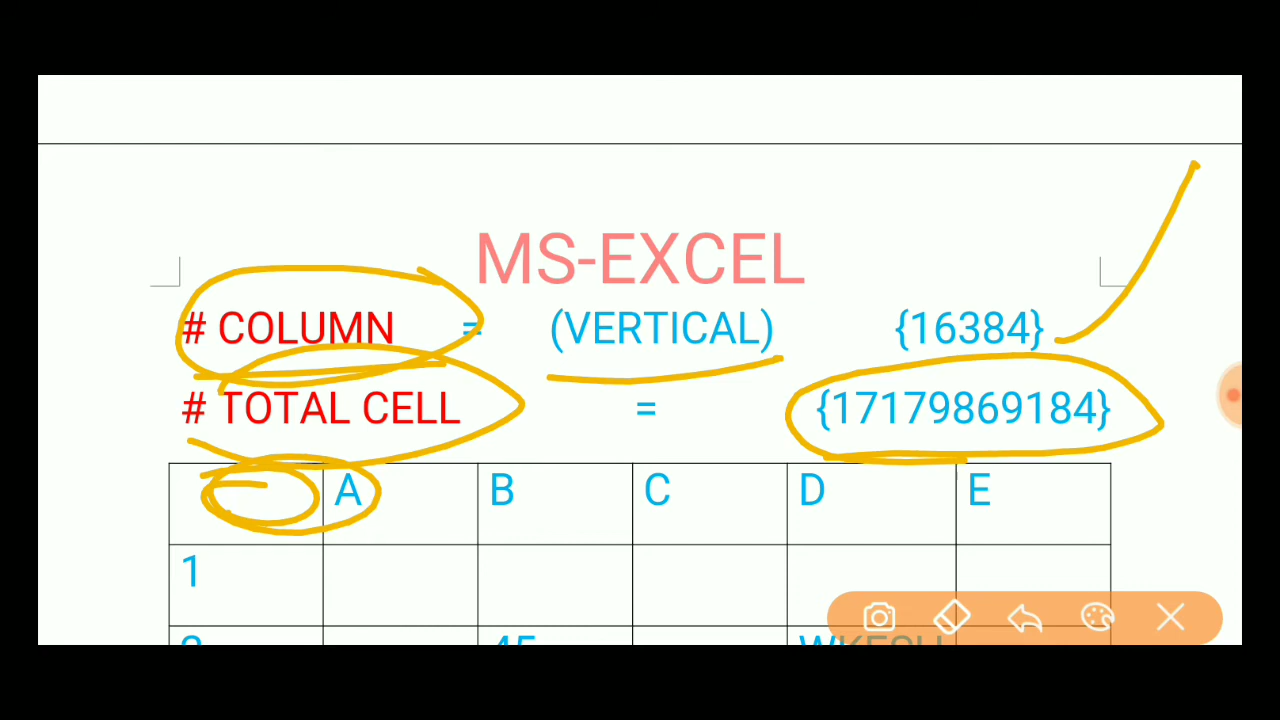 MS-EXCEL
# COLUMN = (VERTICAL) {16384}
# TOTAL CELL = {17179869184}
A B C D E
1